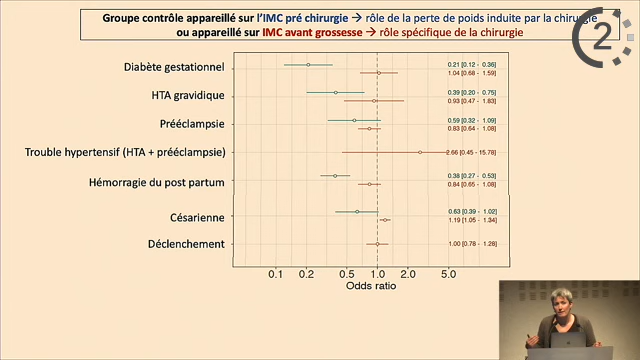 Groupe contrôle appareillé sur l'IMC pré chirurgie → rôle de la perte de poids induite par la chirurgie
ou appareillé sur IMC avant grossesse → rôle spécifique de la chirurgie
2
Diabète gestationnel
0.21 [0.12 - 0.36]
1.04 [0.68 - 1.59]
HTA gravidique
0.39 [0.20 - 0.75]
0.93 [0.47 - 1.83]
Prééclampsie
0.59 [0.32 - 1.09]
0.83 [0.64 - 1.08]
Trouble hypertensif (HTA + prééclampsie)
2.66 [0.45 - 15.78]
Hémorragie du post partum
0.38 [0.27 - 0.53]
0.84 [0.65 - 1.08]
Césarienne
0.63 [0.39 - 1.02]
1.19 [1.05 - 1.34]
Déclenchement
1.00 [0.78 - 1.28]
0.1 0.2 0.5 1.0 2.0 5.0
Odds ratio